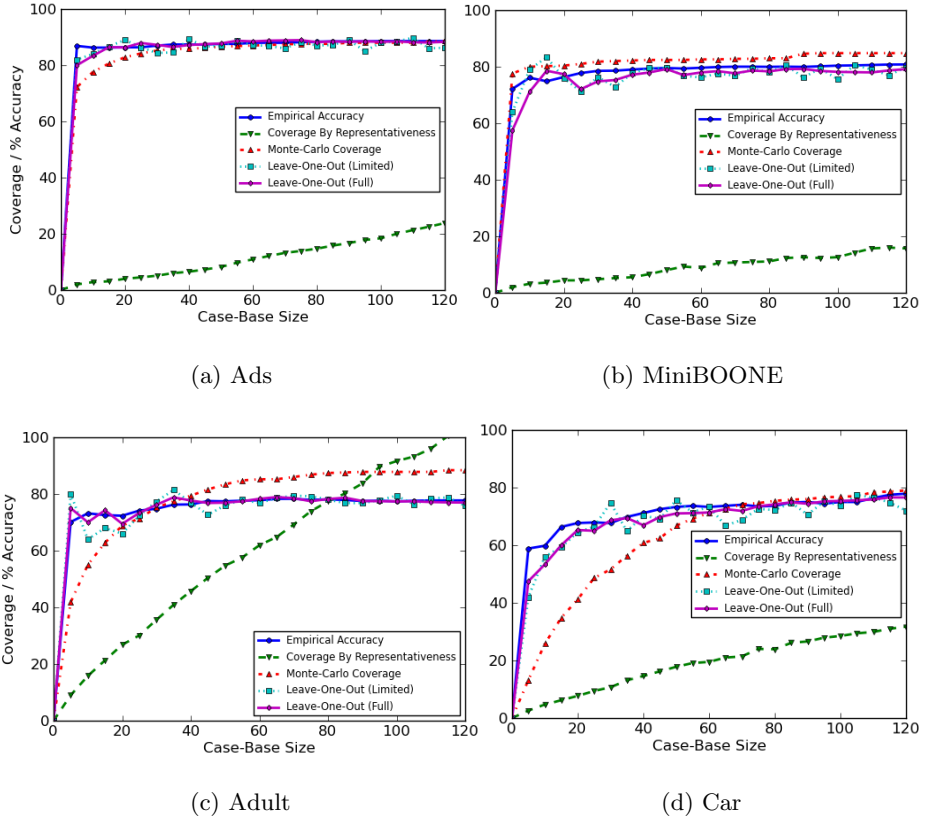 100
80
60
40
20
0
0 20 40 60 80 100 120
Coverage / % Accuracy
Case-Base Size
Empirical Accuracy
Coverage By Representativeness
Monte-Carlo Coverage
Leave-One-Out (Limited)
Leave-One-Out (Full)
(a) Ads
100
80
60
40
20
0
0 20 40 60 80 100 120
Case-Base Size
Empirical Accuracy
Coverage By Representativeness
Monte-Carlo Coverage
Leave-One-Out (Limited)
Leave-One-Out (Full)
(b) MiniBOONE
100
80
60
40
20
0
0 20 40 60 80 100 120
Coverage / % Accuracy
Case-Base Size
Empirical Accuracy
Coverage By Representativeness
Monte-Carlo Coverage
Leave-One-Out (Limited)
Leave-One-Out (Full)
(c) Adult
100
80
60
40
20
0
0 20 40 60 80 100 120
Case-Base Size
Empirical Accuracy
Coverage By Representativeness
Monte-Carlo Coverage
Leave-One-Out (Limited)
Leave-One-Out (Full)
(d) Car